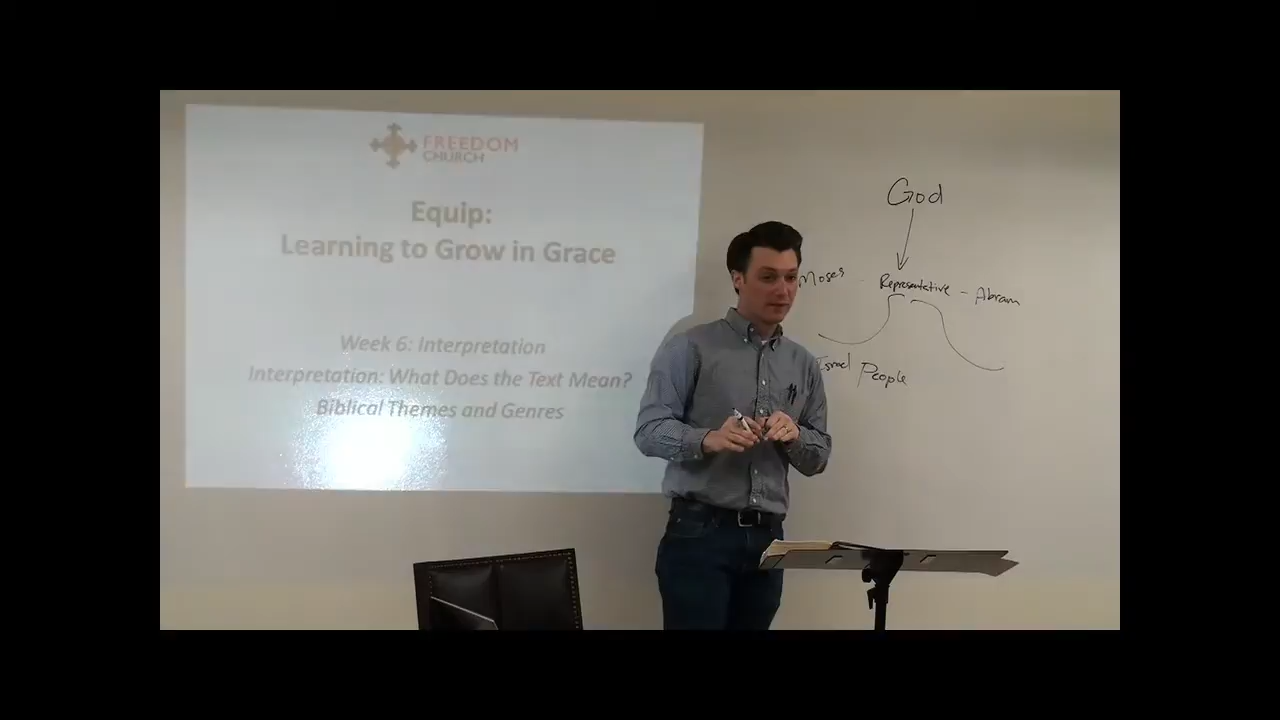 FREEDOM
CHURCH
Equip:
Learning to Grow in Grace
Week 6: Interpretation
Interpretation: What Does the Text Mean?
Biblical Themes and Genres
God
Moses - Representative - Abram
Israel People